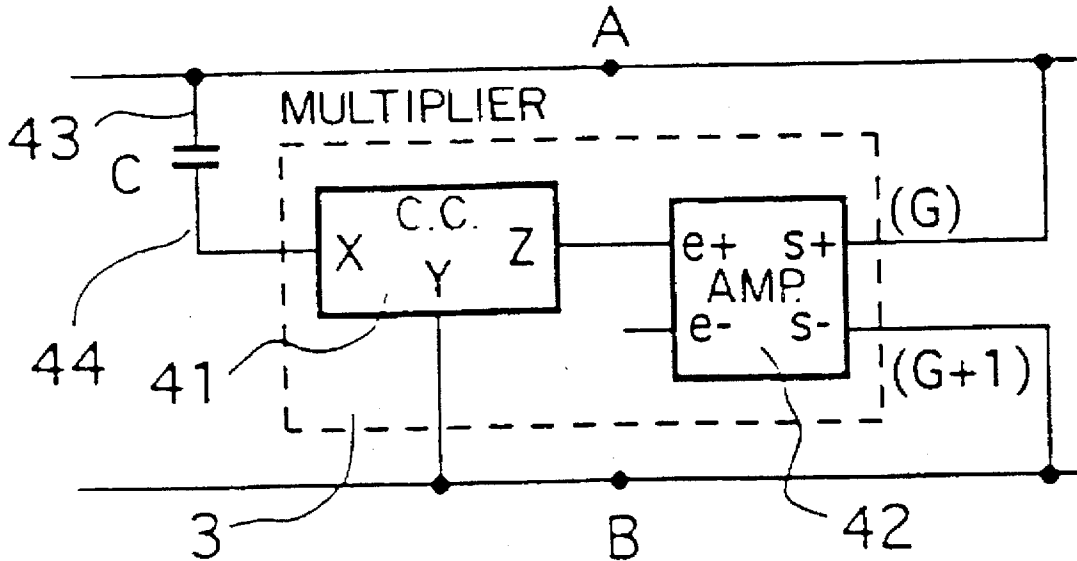 A
MULTIPLIER
43
C
C.C.
X
Y
Z
e+
s+
AMP.
e-
s-
(G)
(G+1)
44
41
3
B
42